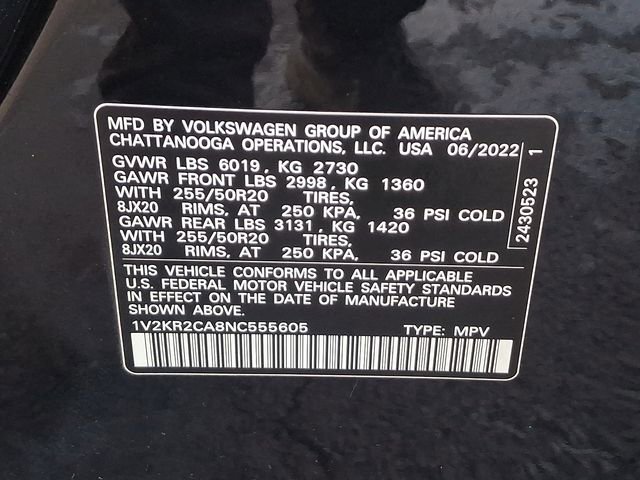 MFD BY VOLKSWAGEN GROUP OF AMERICA
CHATTANOOGA OPERATIONS, LLC. USA 06/2022
GVWR LBS 6019, KG 2730
GAWR FRONT LBS 2998, KG 1360
WITH 255/50R20 TIRES,
8JX20 RIMS, AT 250 KPA, 36 PSI COLD
GAWR REAR LBS 3131, KG 1420
WITH 255/50R20 TIRES,
8JX20 RIMS, AT 250 KPA, 36 PSI COLD
2430523 1
THIS VEHICLE CONFORMS TO ALL APPLICABLE
U.S. FEDERAL MOTOR VEHICLE SAFETY STANDARDS
IN EFFECT ON THE DATE OF MANUFACTURE
SHOWN ABOVE.
1V2KR2CA8NC555605 TYPE: MPV